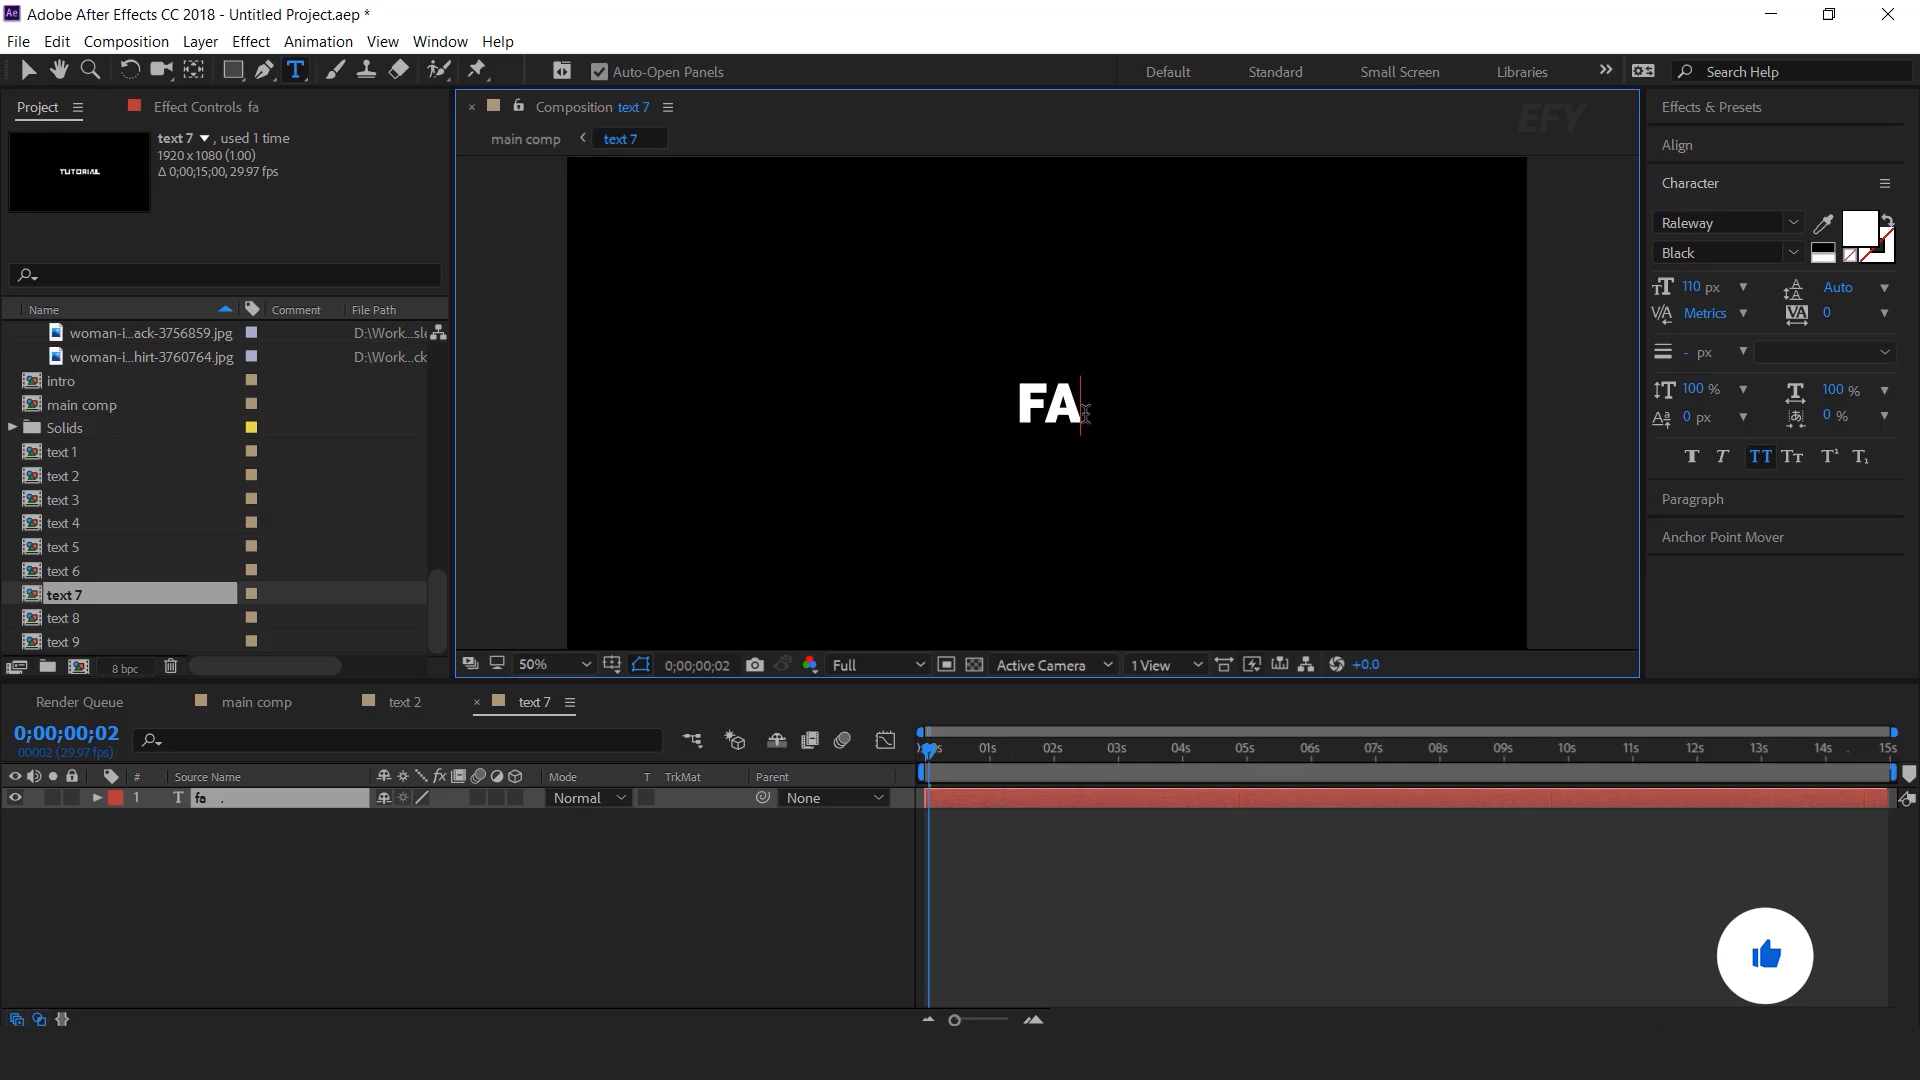 Adobe After Effects CC 2018 - Untitled Project.aep *
File Edit Composition Layer Effect Animation View Window Help
Auto-Open Panels Default Standard Small Screen Libraries Search Help
Project Effect Controls fa
text 7 , used 1 time
1920 x 1080 (1.00)
Δ 0;00;15;00, 29.97 fps
TUTORIAL
Name Comment File Path
woman-i...ack-3756859.jpg D:\Work...sl
woman-i...hirt-3760764.jpg D:\Work...ck
intro
main comp
Solids
text 1
text 2
text 3
text 4
text 5
text 6
text 7
text 8
text 9
8 bpc
Composition text 7
main comp text 7
EFY
FA
50% 0;00;00;02 Full Active Camera 1 View +0.0
Effects & Presets
Align
Character
Raleway
Black
110 px Auto
Metrics 0
- px
100 % 100 %
0 px 0 %
Paragraph
Anchor Point Mover
Render Queue main comp text 2 text 7
0;00;00;02
00002 (29.97 fps)
# Source Name Mode T TrkMat Parent
1 fa . Normal None
01s 02s 03s 04s 05s 06s 07s 08s 09s 10s 11s 12s 13s 14s 15s